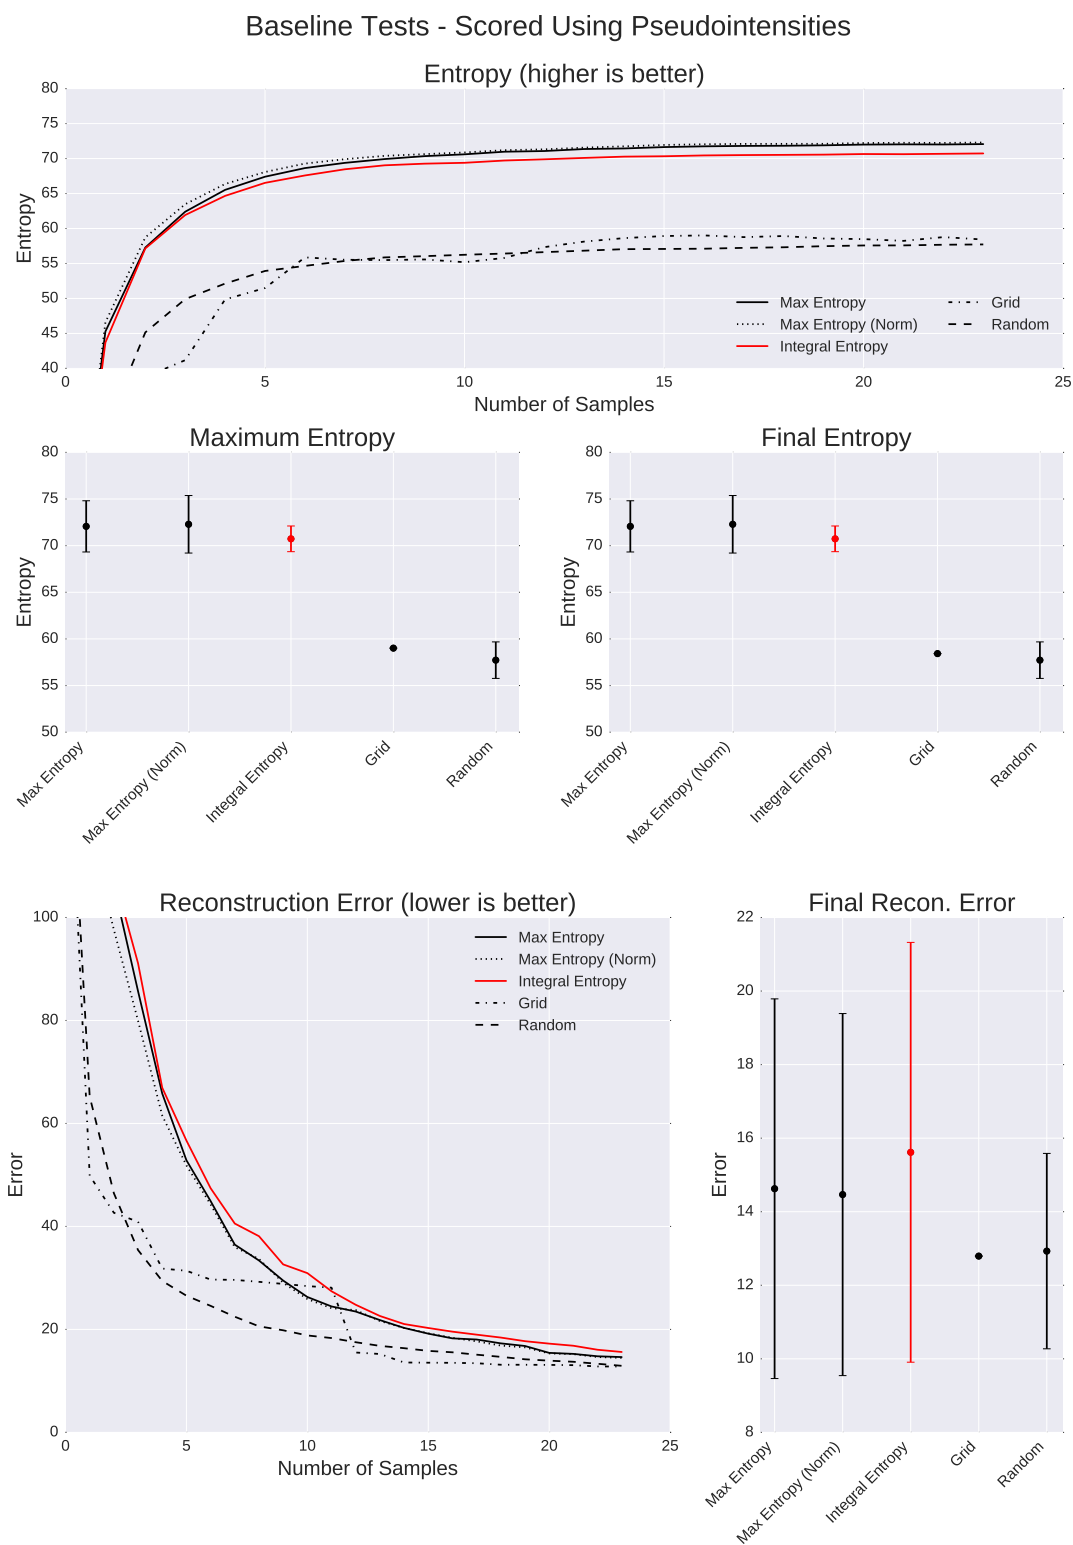 Baseline Tests - Scored Using Pseudointensities
Entropy (higher is better)
80
75
70
65
60
55
50
45
40
Entropy
0
5
10
15
20
25
Number of Samples
Max Entropy
Max Entropy (Norm)
Integral Entropy
Grid
Random
Maximum Entropy
80
75
70
65
60
55
50
Entropy
Max Entropy
Max Entropy (Norm)
Integral Entropy
Grid
Random
Final Entropy
80
75
70
65
60
55
50
Entropy
Max Entropy
Max Entropy (Norm)
Integral Entropy
Grid
Random
Reconstruction Error (lower is better)
100
80
60
40
20
0
Error
0
5
10
15
20
25
Number of Samples
Max Entropy
Max Entropy (Norm)
Integral Entropy
Grid
Random
Final Recon. Error
22
20
18
16
14
12
10
8
Error
Max Entropy
Max Entropy (Norm)
Integral Entropy
Grid
Random